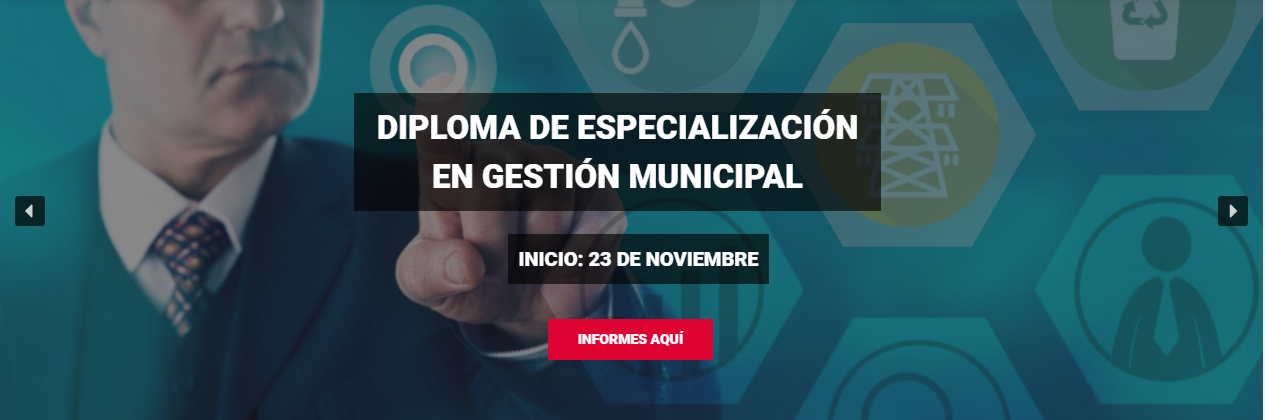 DIPLOMA DE ESPECIALIZACIÓN
EN GESTIÓN MUNICIPAL
INICIO: 23 DE NOVIEMBRE
INFORMES AQUÍ